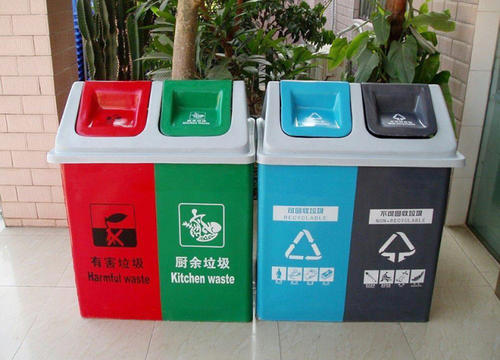 有害垃圾
Harmful waste
厨余垃圾
Kitchen waste
可回收垃圾
RECYCLABLE
不可回收垃圾
NON-RECYCLABLE